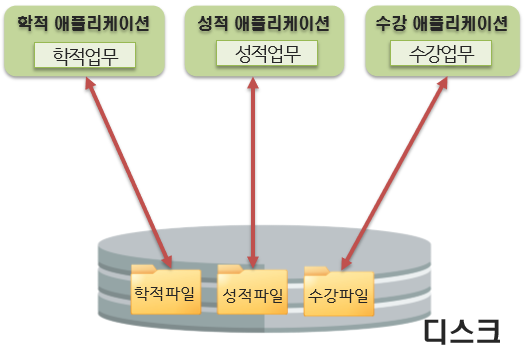 학적 애플리케이션
학적업무
성적 애플리케이션
성적업무
수강 애플리케이션
수강업무
학적파일
성적파일
수강파일
디스크